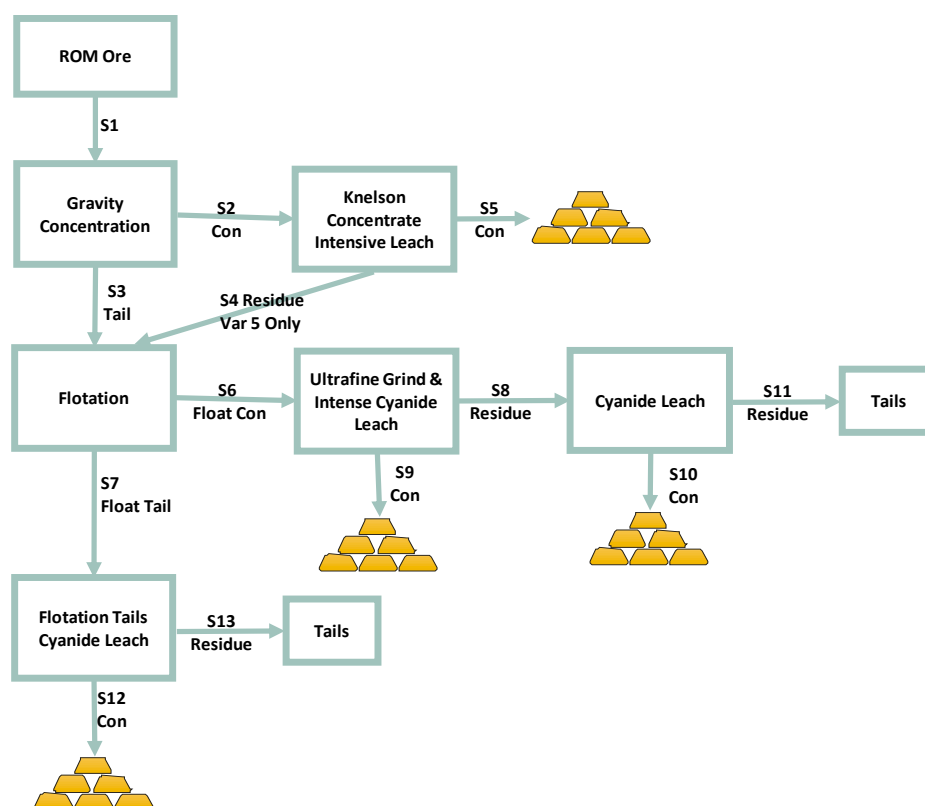 ROM Ore
S1
Gravity
Concentration
S2
Con
Knelson
Concentrate
Intensive Leach
S5
Con
S3
Tail
S4 Residue
Var 5 Only
Flotation
S6
Float Con
Ultrafine Grind &
Intense Cyanide
Leach
S8
Residue
Cyanide Leach
S11
Residue
Tails
S7
Float Tail
S9
Con
S10
Con
Flotation Tails
Cyanide Leach
S13
Residue
Tails
S12
Con